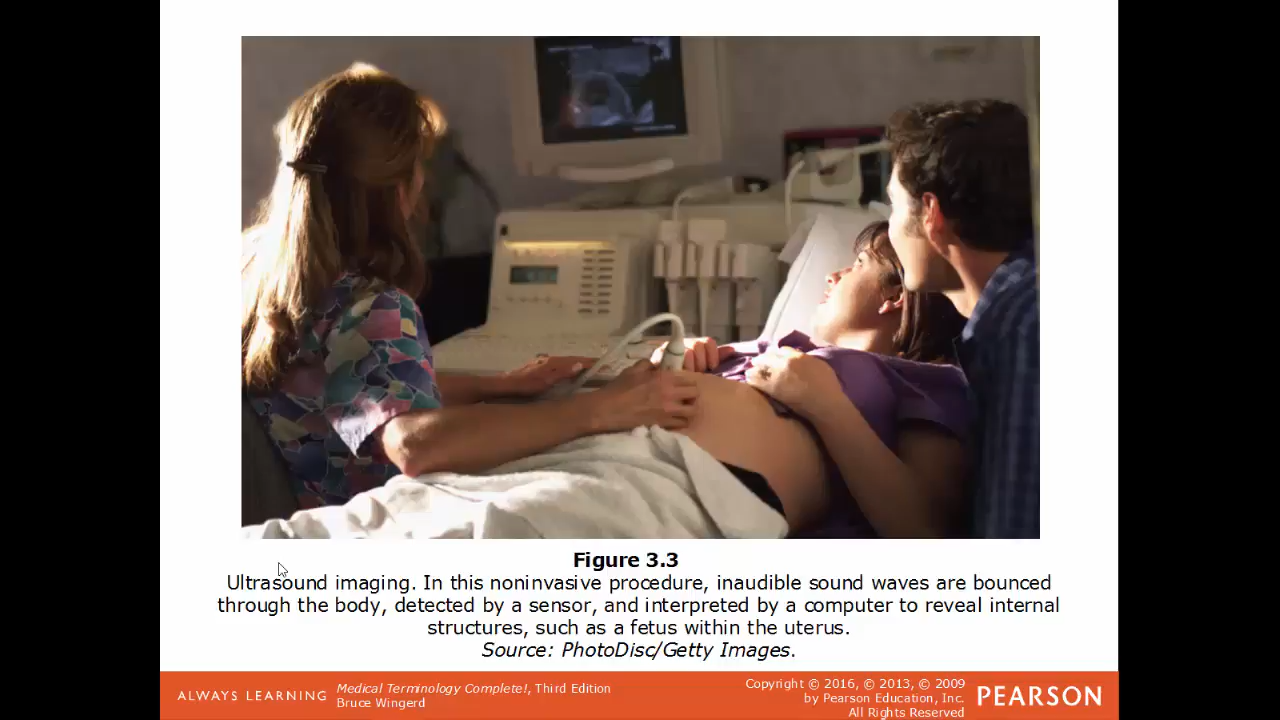 Figure 3.3
Ultrasound imaging. In this noninvasive procedure, inaudible sound waves are bounced
through the body, detected by a sensor, and interpreted by a computer to reveal internal
structures, such as a fetus within the uterus.
Source: PhotoDisc/Getty Images.
ALWAYS LEARNING
Medical Terminology Complete!, Third Edition
Bruce Wingerd
Copyright © 2016, © 2013, © 2009
by Pearson Education, Inc.
All Rights Reserved
PEARSON